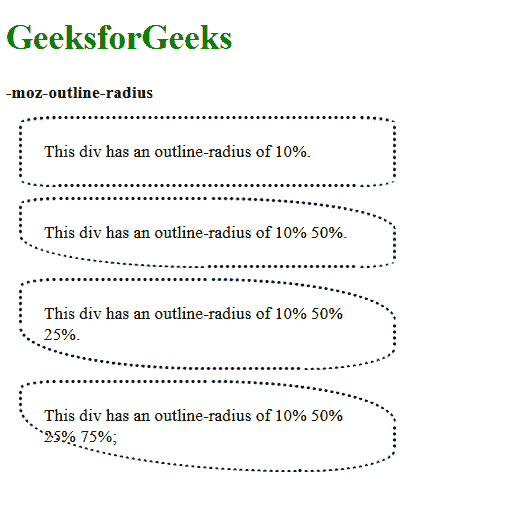 GeeksforGeeks
-moz-outline-radius
This div has an outline-radius of 10%.
This div has an outline-radius of 10% 50%.
This div has an outline-radius of 10% 50%
25%.
This div has an outline-radius of 10% 50%
25% 75%;